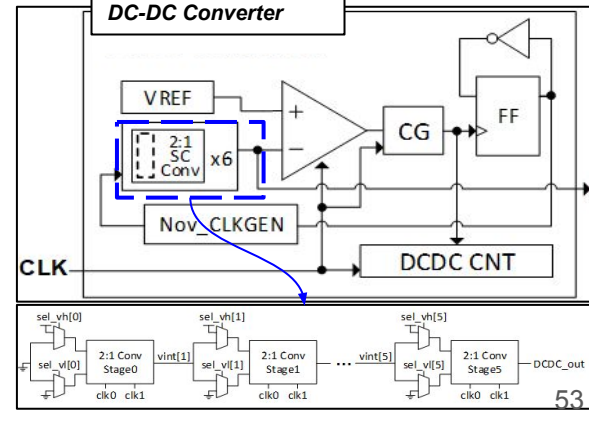 DC-DC Converter
VREF
2:1
SC
Conv
x6
+
−
CG
FF
Nov_CLKGEN
CLK
DCDC CNT
sel_vh[0]
sel_vh[1]
sel_vh[5]
sel_vl[0]
2:1 Conv
Stage0
vint[1]
sel_vl[1]
2:1 Conv
Stage1
...
vint[5]
sel_vl[5]
2:1 Conv
Stage5
DCDC_out
clk0 clk1
clk0 clk1
clk0 clk1
53